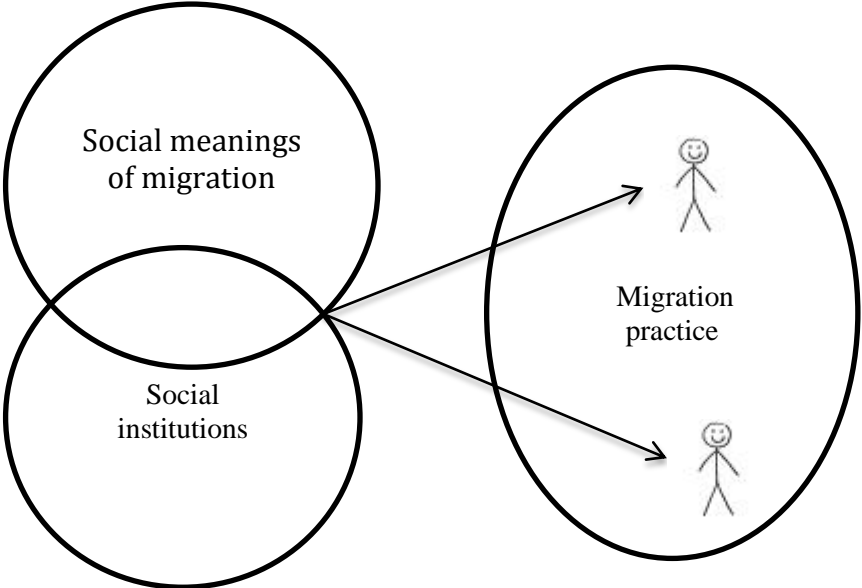 Social meanings
of migration
Migration
practice
Social
institutions